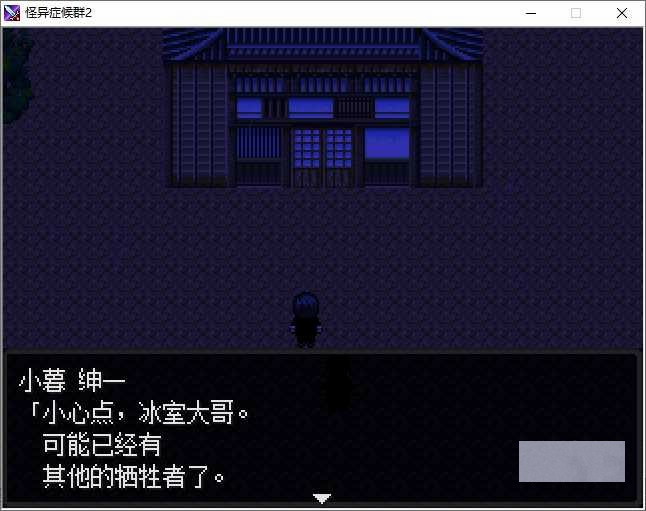 怪异症候群2
小暮 绅一
「小心点，冰室大哥。
可能已经有
其他的牺牲者了。